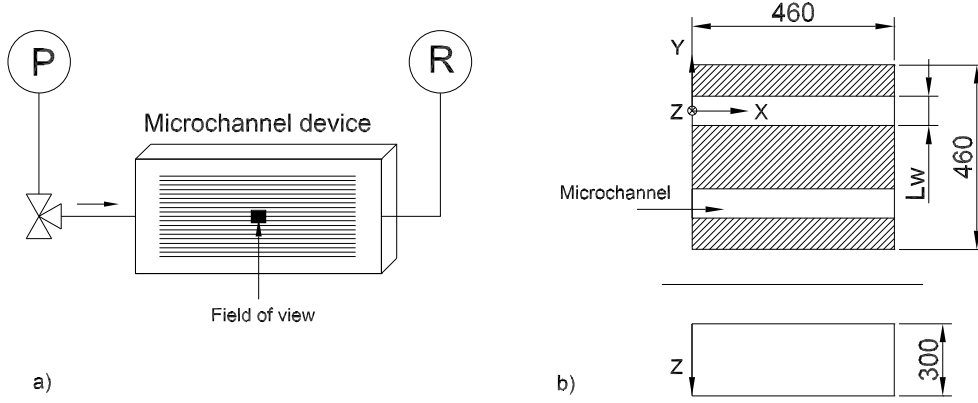 P
R
Microchannel device
Field of view
a)
460
Y
Z
X
Lw
460
Microchannel
Z
300
b)